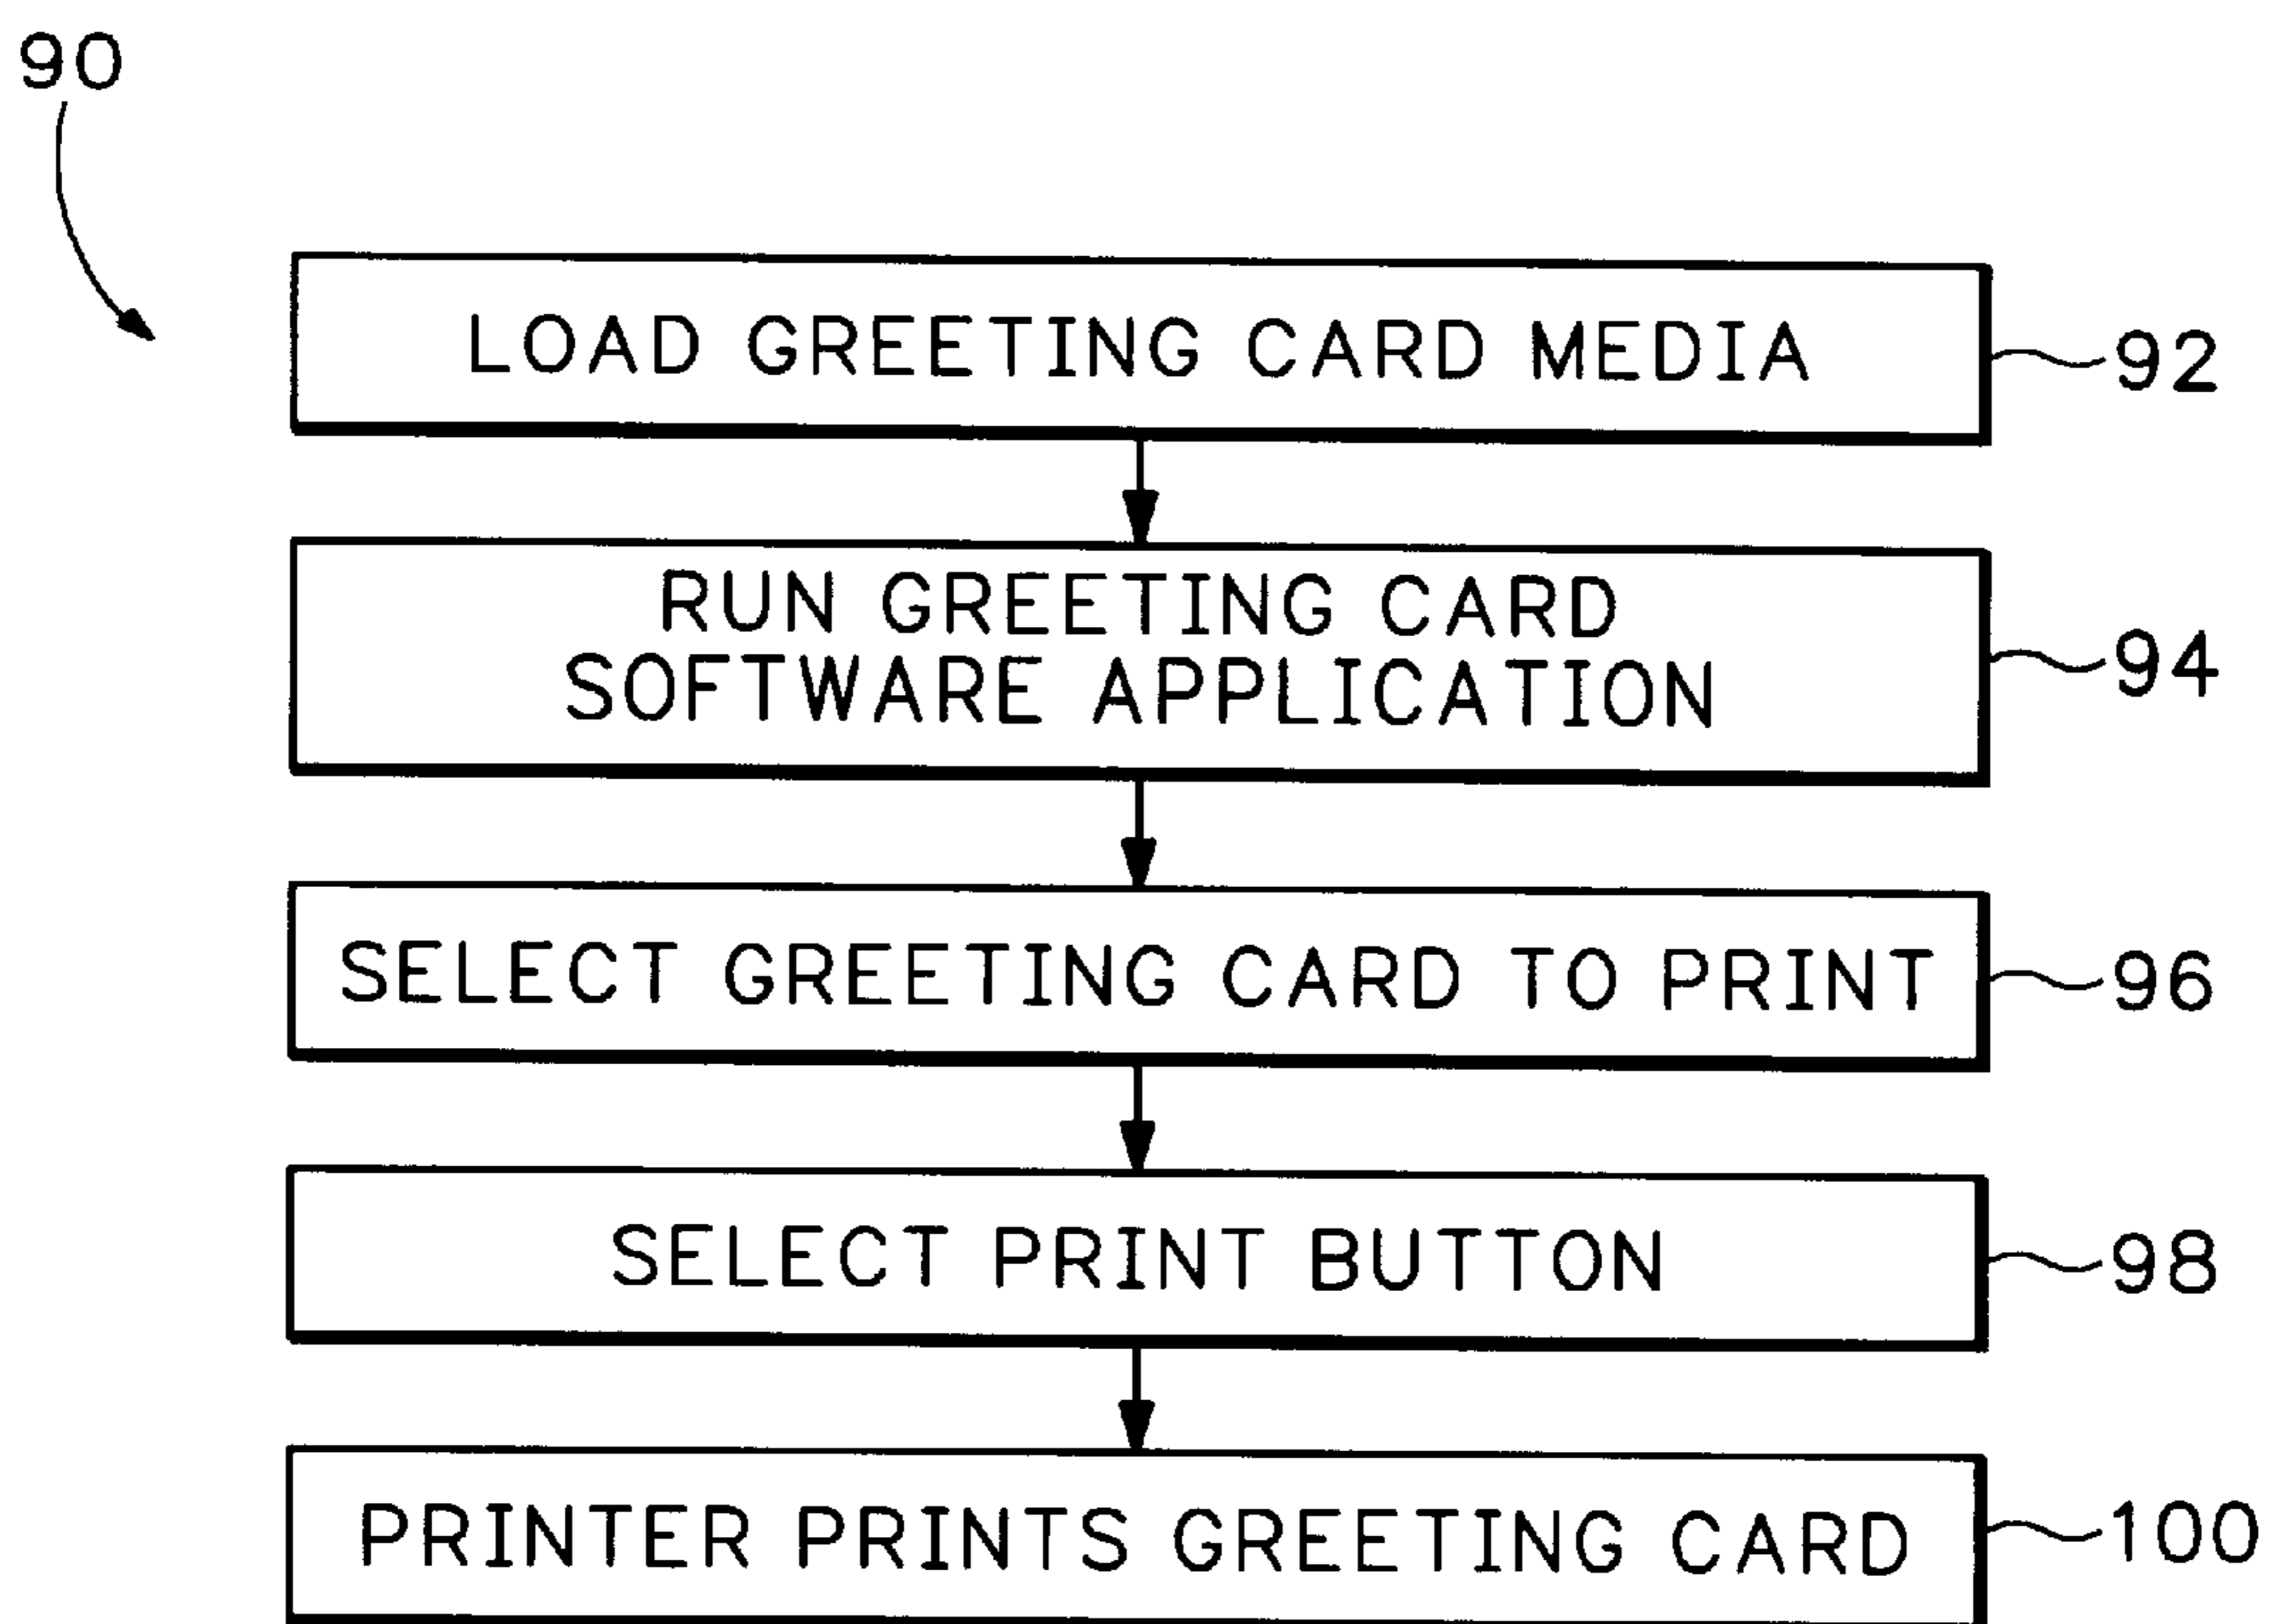 90
LOAD GREETING CARD MEDIA
92
RUN GREETING CARD
SOFTWARE APPLICATION
94
SELECT GREETING CARD TO PRINT
96
SELECT PRINT BUTTON
98
PRINTER PRINTS GREETING CARD
100